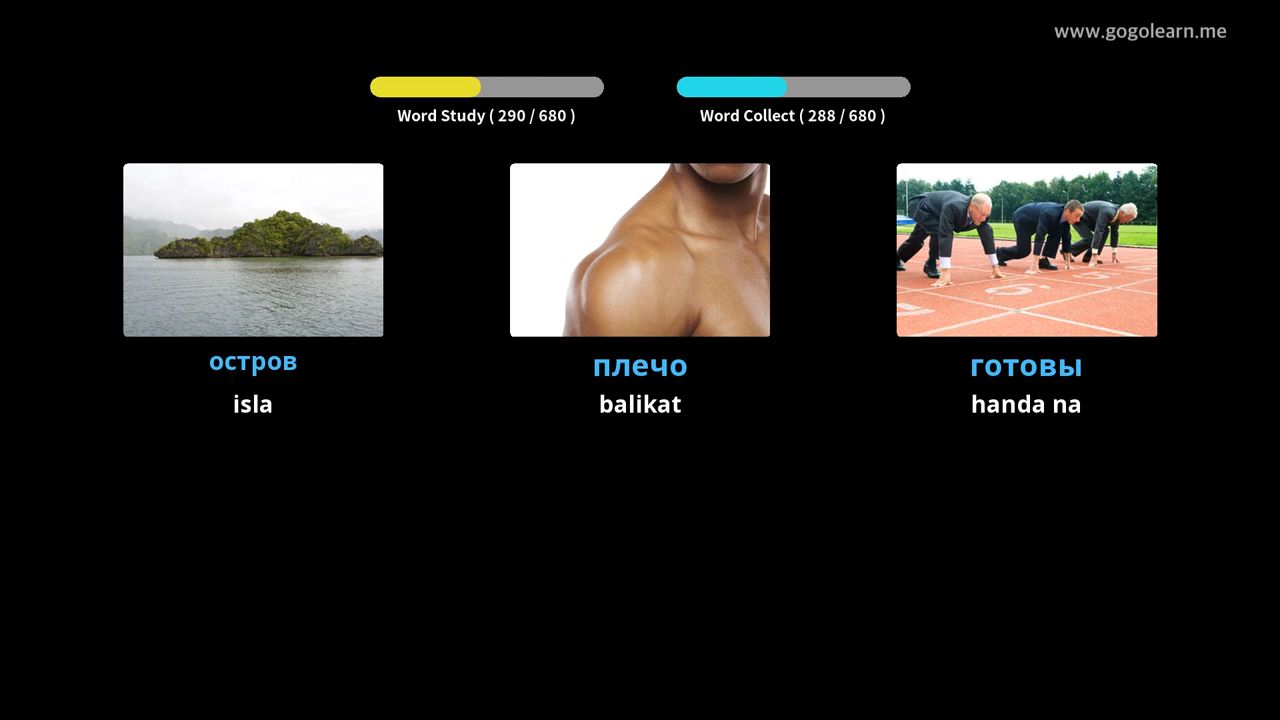 www.gogolearn.me
Word Study ( 290 / 680 )
Word Collect ( 288 / 680 )
остров
плечо
готовы
isla
balikat
handa na